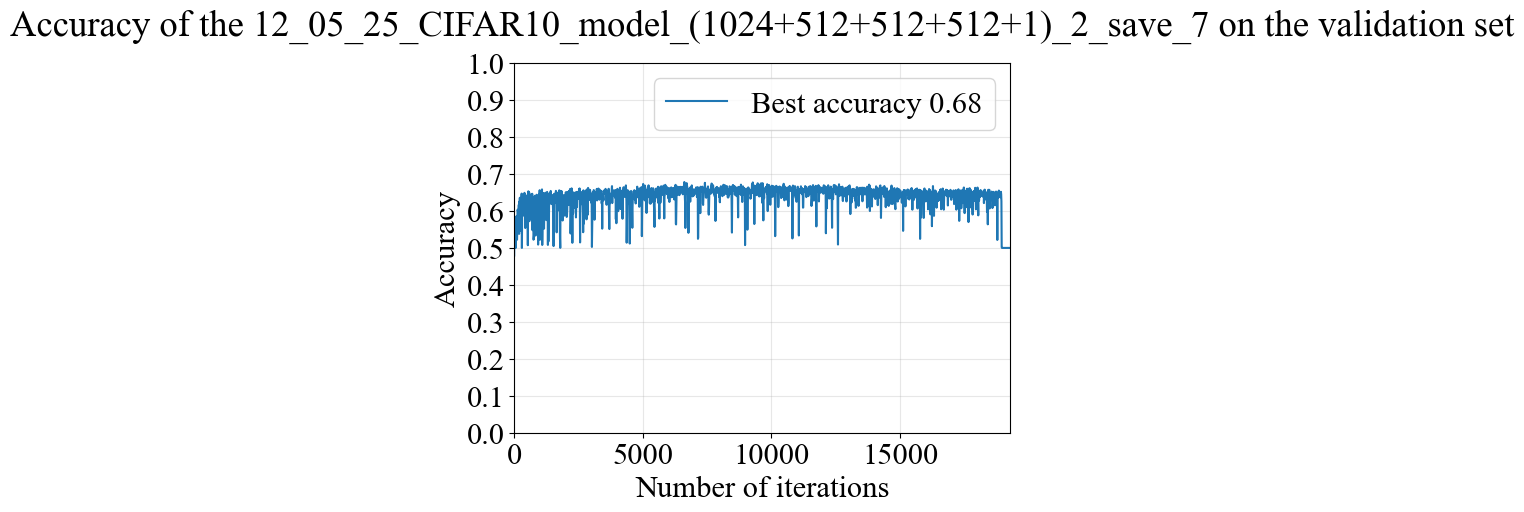 Accuracy of the 12_05_25_CIFAR10_model_(1024+512+512+512+1)_2_save_7 on the validation set
Best accuracy 0.68
Accuracy
1.0
0.9
0.8
0.7
0.6
0.5
0.4
0.3
0.2
0.1
0.0
0 5000 10000 15000
Number of iterations